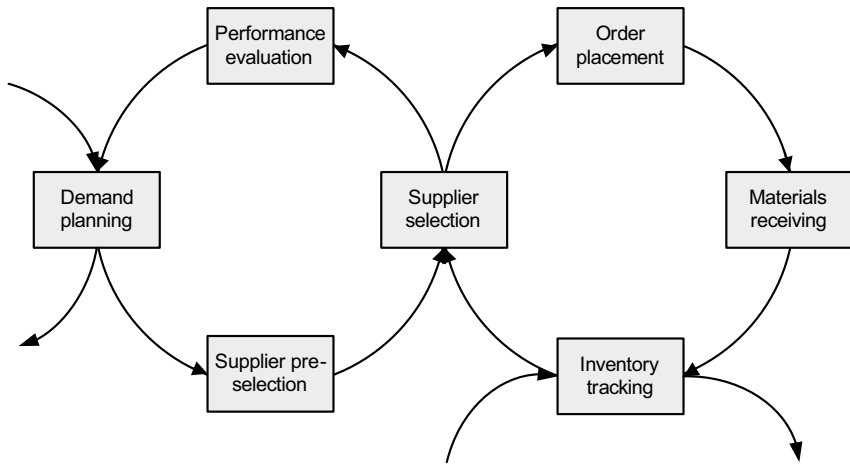 Performance
evaluation
Order
placement
Demand
planning
Supplier
selection
Materials
receiving
Supplier pre-
selection
Inventory
tracking